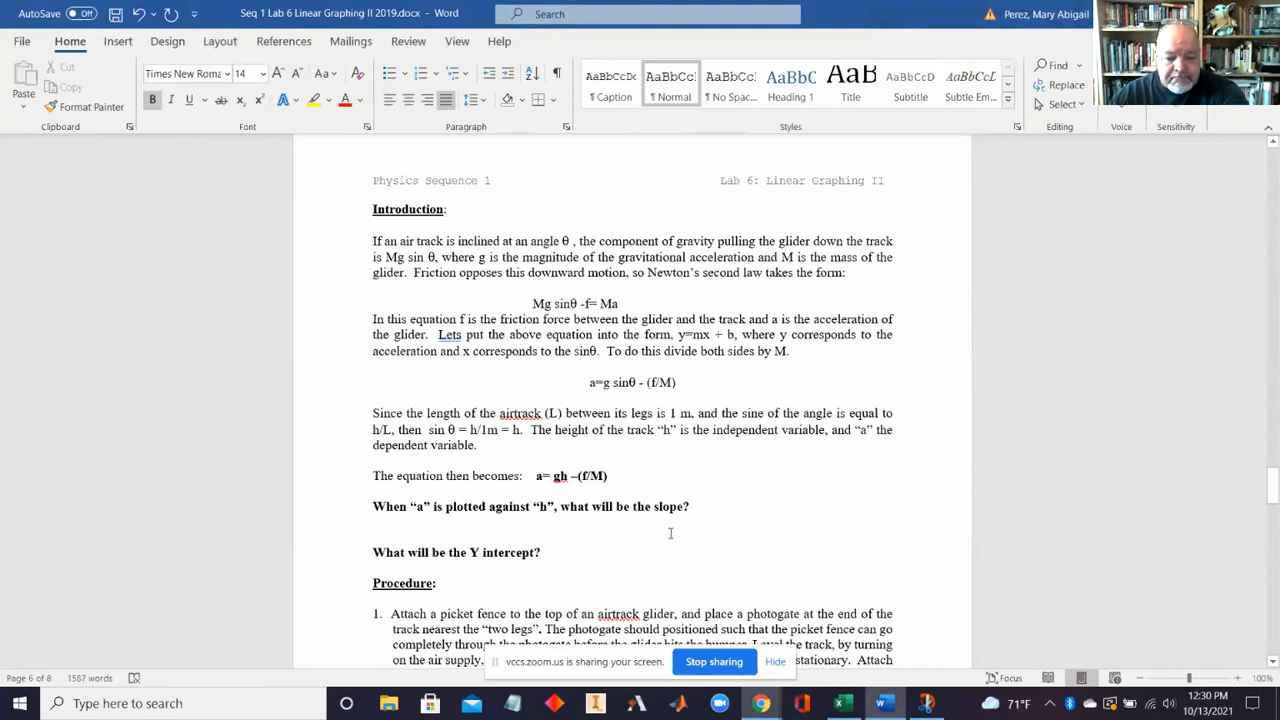 AutoSave Off Seq 1 Lab 6 Linear Graphing II 2019.docx - Word Search Perez, Mary Abigail
File Home Insert Design Layout References Mailings Review View Help
Paste Cut Copy Format Painter Clipboard
Times New Roma 14 Font
Paragraph
AaBbCcDc ¶ Caption AaBbCc ¶ Normal AaBbCcI ¶ No Spac... AaBbC Heading 1 AaB Title AaBbCcD Subtitle AaBbCcI Subtle Em... Styles
Find Replace Select Editing
Voice Sensitivity
Physics Sequence 1 Lab 6: Linear Graphing II
Introduction:
If an air track is inclined at an angle θ , the component of gravity pulling the glider down the track
is Mg sin θ, where g is the magnitude of the gravitational acceleration and M is the mass of the
glider. Friction opposes this downward motion, so Newton's second law takes the form:
Mg sinθ -f= Ma
In this equation f is the friction force between the glider and the track and a is the acceleration of
the glider. Lets put the above equation into the form, y=mx + b, where y corresponds to the
acceleration and x corresponds to the sinθ. To do this divide both sides by M.
a=g sinθ - (f/M)
Since the length of the airtrack (L) between its legs is 1 m, and the sine of the angle is equal to
h/L, then sin θ = h/1m = h. The height of the track “h” is the independent variable, and “a” the
dependent variable.
The equation then becomes: a= gh –(f/M)
When “a” is plotted against “h”, what will be the slope?
What will be the Y intercept?
Procedure:
1. Attach a picket fence to the top of an airtrack glider, and place a photogate at the end of the
track nearest the “two legs”. The photogate should positioned such that the picket fence can go
completely through the photogate before the glider hits the bumper. Level the track, by turning
on the air supply, stationary. Attach
vccs.zoom.us is sharing your screen. Stop sharing Hide
Page 6 of 8 1587 words Focus 100%
Type here to search 71°F 12:30 PM
10/13/2021